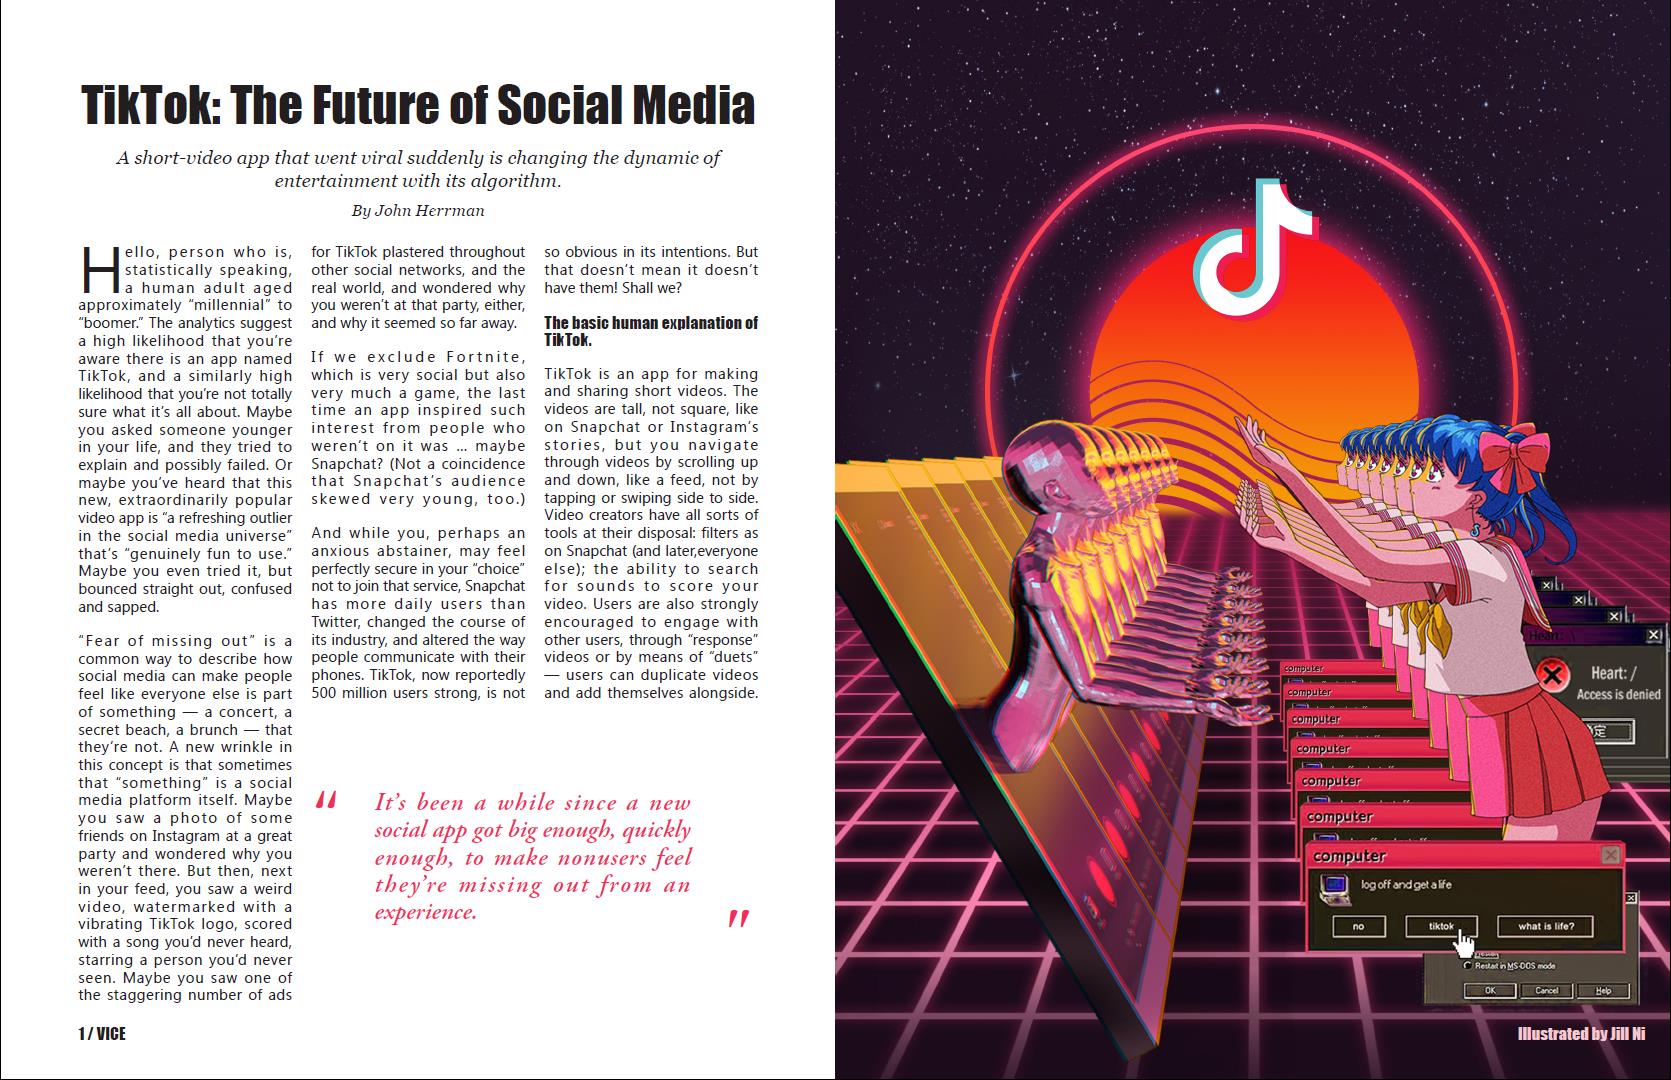 TikTok: The Future of Social Media
A short-video app that went viral suddenly is changing the dynamic of
entertainment with its algorithm.
By John Herrman
Hello, person who is,
statistically speaking,
a human adult aged
approximately “millennial” to
“boomer.” The analytics suggest
a high likelihood that you’re
aware there is an app named
TikTok, and a similarly high
likelihood that you’re not totally
sure what it’s all about. Maybe
you asked someone younger
in your life, and they tried to
explain and possibly failed. Or
maybe you’ve heard that this
new, extraordinarily popular
video app is “a refreshing outlier
in the social media universe”
that’s “genuinely fun to use.”
Maybe you even tried it, but
bounced straight out, confused
and sapped.
“Fear of missing out” is a
common way to describe how
social media can make people
feel like everyone else is part
of something — a concert, a
secret beach, a brunch — that
they’re not. A new wrinkle in
this concept is that sometimes
that “something” is a social
media platform itself. Maybe
you saw a photo of some
friends on Instagram at a great
party and wondered why you
weren’t there. But then, next
in your feed, you saw a weird
video, watermarked with a
vibrating TikTok logo, scored
with a song you’d never heard,
starring a person you’d never
seen. Maybe you saw one of
the staggering number of ads
for TikTok plastered throughout
other social networks, and the
real world, and wondered why
you weren’t at that party, either,
and why it seemed so far away.
If we exclude Fortnite,
which is very social but also
very much a game, the last
time an app inspired such
interest from people who
weren’t on it was ... maybe
Snapchat? (Not a coincidence
that Snapchat’s audience
skewed very young, too.)
And while you, perhaps an
anxious abstainer, may feel
perfectly secure in your “choice”
not to join that service, Snapchat
has more daily users than
Twitter, changed the course of
its industry, and altered the way
people communicate with their
phones. TikTok, now reportedly
500 million users strong, is not
so obvious in its intentions. But
that doesn’t mean it doesn’t
have them! Shall we?
The basic human explanation of
TikTok.
TikTok is an app for making
and sharing short videos. The
videos are tall, not square, like
on Snapchat or Instagram’s
stories, but you navigate
through videos by scrolling up
and down, like a feed, not by
tapping or swiping side to side.
Video creators have all sorts of
tools at their disposal: filters as
on Snapchat (and later,everyone
else); the ability to search
for sounds to score your
video. Users are also strongly
encouraged to engage with
other users, through “response”
videos or by means of “duets”
— users can duplicate videos
and add themselves alongside.
“ It’s been a while since a new
social app got big enough, quickly
enough, to make nonusers feel
they’re missing out from an
experience. ”
1 / VICE
Heart: \
Heart: /
Access is denied
定
computer
computer
computer
computer
computer
computer
computer
log off and get a life
no tiktok what is life?
Restart in MS-DOS mode
OK Cancel Help
Illustrated by Jill Ni